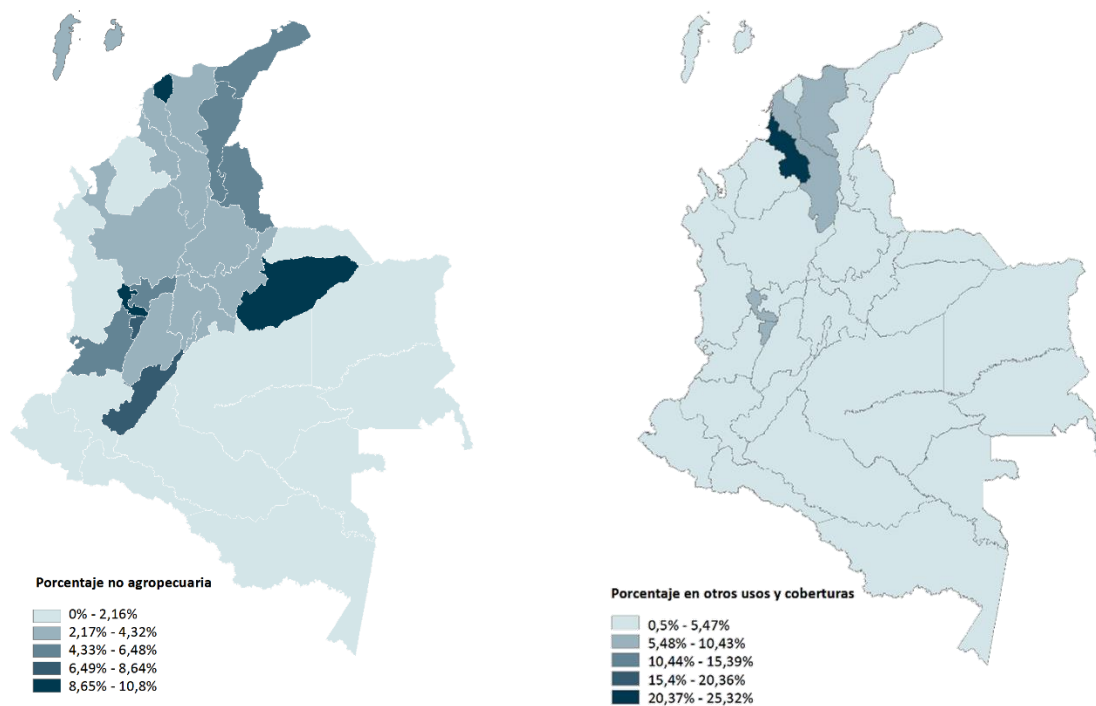 Porcentaje no agropecuaria
0% - 2,16%
2,17% - 4,32%
4,33% - 6,48%
6,49% - 8,64%
8,65% - 10,8%
Porcentaje en otros usos y coberturas
0,5% - 5,47%
5,48% - 10,43%
10,44% - 15,39%
15,4% - 20,36%
20,37% - 25,32%